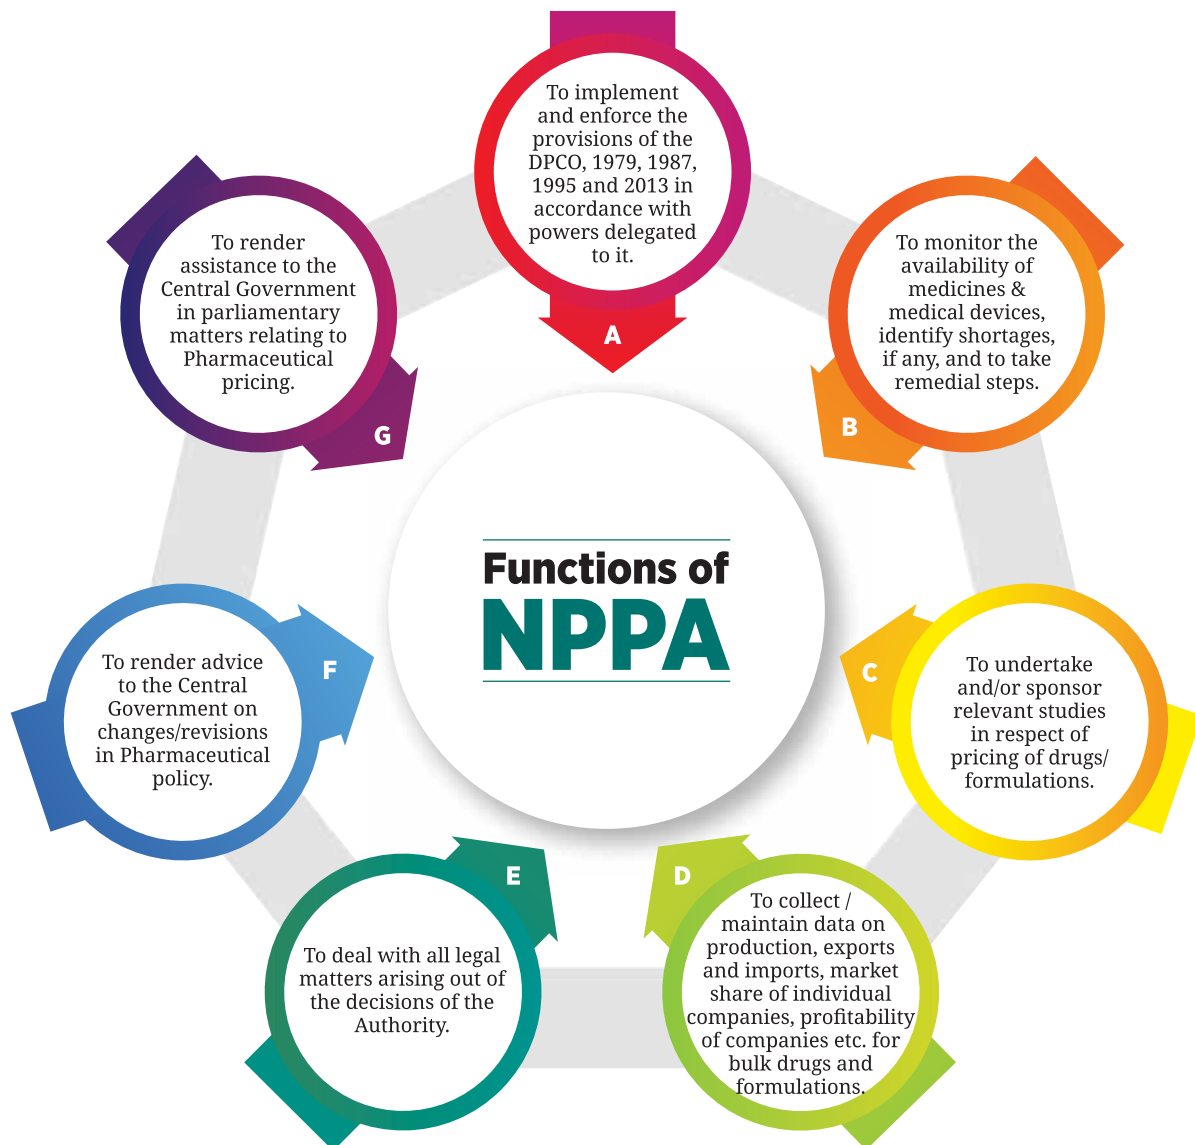 Functions of
NPPA
To implement
and enforce the
provisions of the
DPCO, 1979, 1987,
1995 and 2013 in
accordance with
powers delegated
to it.
A
To monitor the
availability of
medicines &
medical devices,
identify shortages,
if any, and to take
remedial steps.
B
To undertake
and/or sponsor
relevant studies
in respect of
pricing of drugs/
formulations.
C
To collect /
maintain data on
production, exports
and imports, market
share of individual
companies, profitability
of companies etc. for
bulk drugs and
formulations.
D
To deal with all legal
matters arising out of
the decisions of the
Authority.
E
To render advice
to the Central
Government on
changes/revisions
in Pharmaceutical
policy.
F
To render
assistance to the
Central Government
in parliamentary
matters relating to
Pharmaceutical
pricing.
G